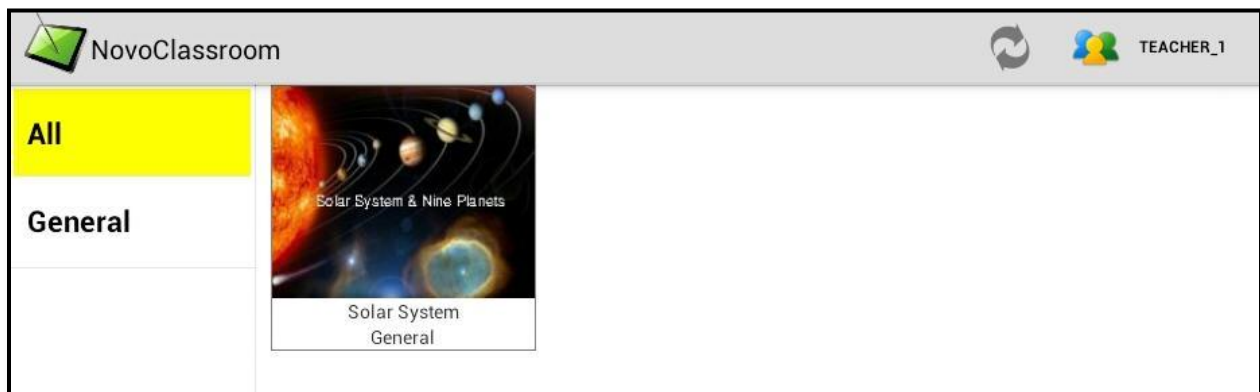 NovoClassroom
TEACHER_1
All
General
Solar System & Nine Planets
Solar System
General